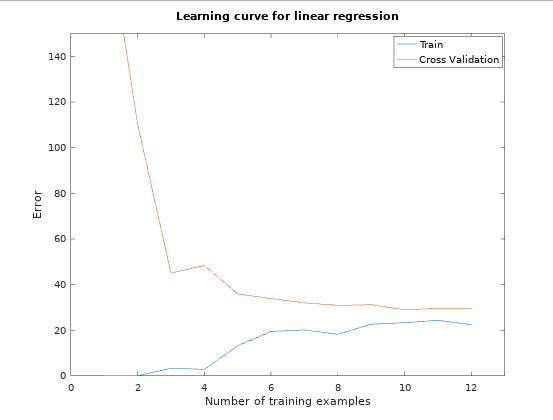 Learning curve for linear regression
Train
Cross Validation
140
120
100
80
60
40
20
0
Error
0 2 4 6 8 10 12
Number of training examples